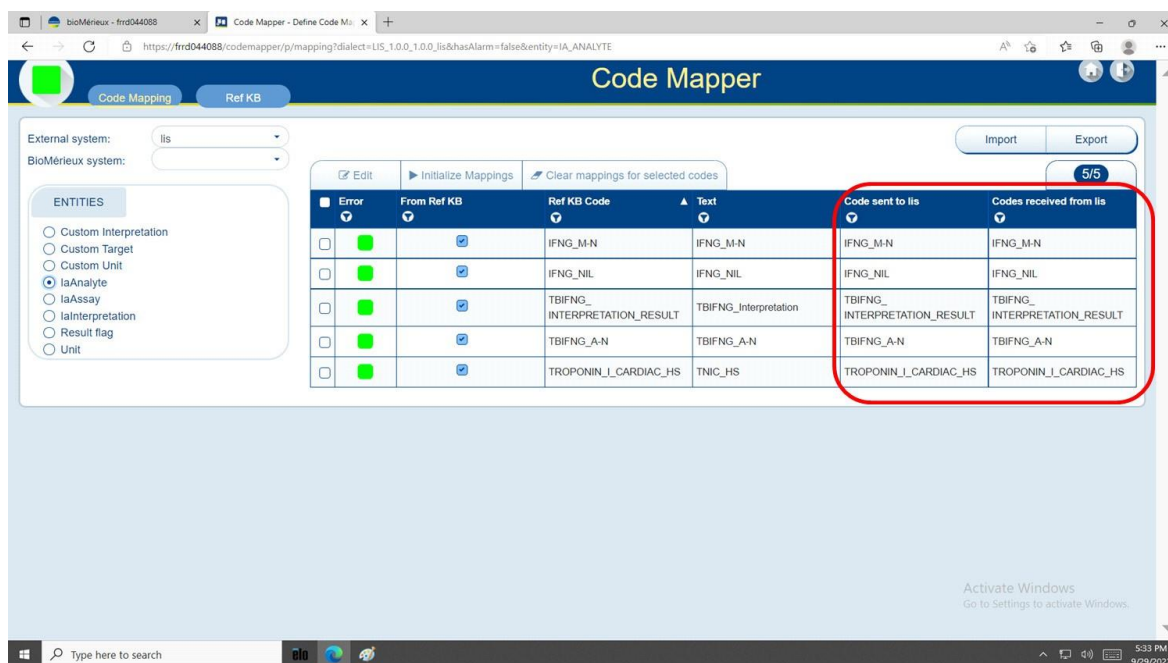 bioMérieux - frrd044088
Code Mapper - Define Code Ma
https://frrd044088/codemapper/p/mapping?dialect=LIS_1.0.0_1.0.0_lis&hasAlarm=false&entity=IA_ANALYTE
Code Mapper
Code Mapping Ref KB
External system: lis
BioMérieux system:
Import Export
Edit Initialize Mappings Clear mappings for selected codes 5/5
ENTITIES
Custom Interpretation
Custom Target
Custom Unit
IaAnalyte
IaAssay
IaInterpretation
Result flag
Unit
Error From Ref KB Ref KB Code Text Code sent to lis Codes received from lis
IFNG_M-N IFNG_M-N IFNG_M-N IFNG_M-N
IFNG_NIL IFNG_NIL IFNG_NIL IFNG_NIL
TBIFNG_ TBIFNG_Interpretation TBIFNG_ TBIFNG_
INTERPRETATION_RESULT INTERPRETATION_RESULT INTERPRETATION_RESULT
TBIFNG_A-N TBIFNG_A-N TBIFNG_A-N TBIFNG_A-N
TROPONIN_I_CARDIAC_HS TNIC_HS TROPONIN_I_CARDIAC_HS TROPONIN_I_CARDIAC_HS
Activate Windows
Go to Settings to activate Windows.
Type here to search
elo
5:33 PM